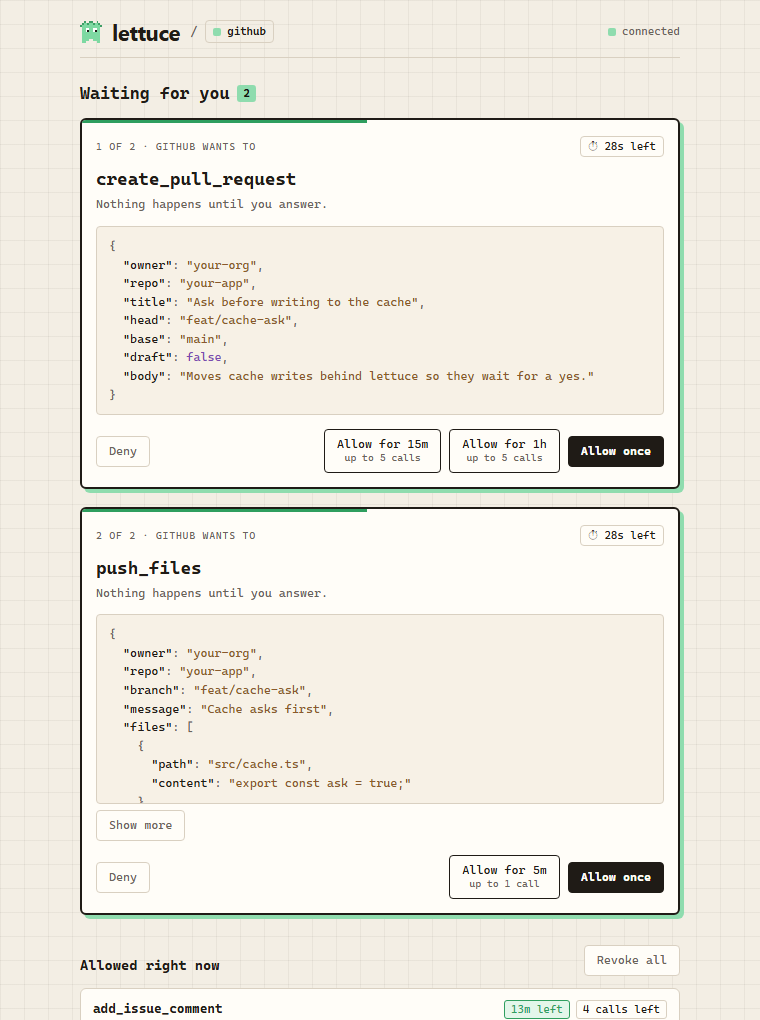 lettuce / github
connected
Waiting for you 2
1 OF 2 · GITHUB WANTS TO
28s left
create_pull_request
Nothing happens until you answer.
{
"owner": "your-org",
"repo": "your-app",
"title": "Ask before writing to the cache",
"head": "feat/cache-ask",
"base": "main",
"draft": false,
"body": "Moves cache writes behind lettuce so they wait for a yes."
}
Deny
Allow for 15m
up to 5 calls
Allow for 1h
up to 5 calls
Allow once
2 OF 2 · GITHUB WANTS TO
28s left
push_files
Nothing happens until you answer.
{
"owner": "your-org",
"repo": "your-app",
"branch": "feat/cache-ask",
"message": "Cache asks first",
"files": [
{
"path": "src/cache.ts",
"content": "export const ask = true;"
}
Show more
Deny
Allow for 5m
up to 1 call
Allow once
Allowed right now
Revoke all
add_issue_comment
13m left
4 calls left